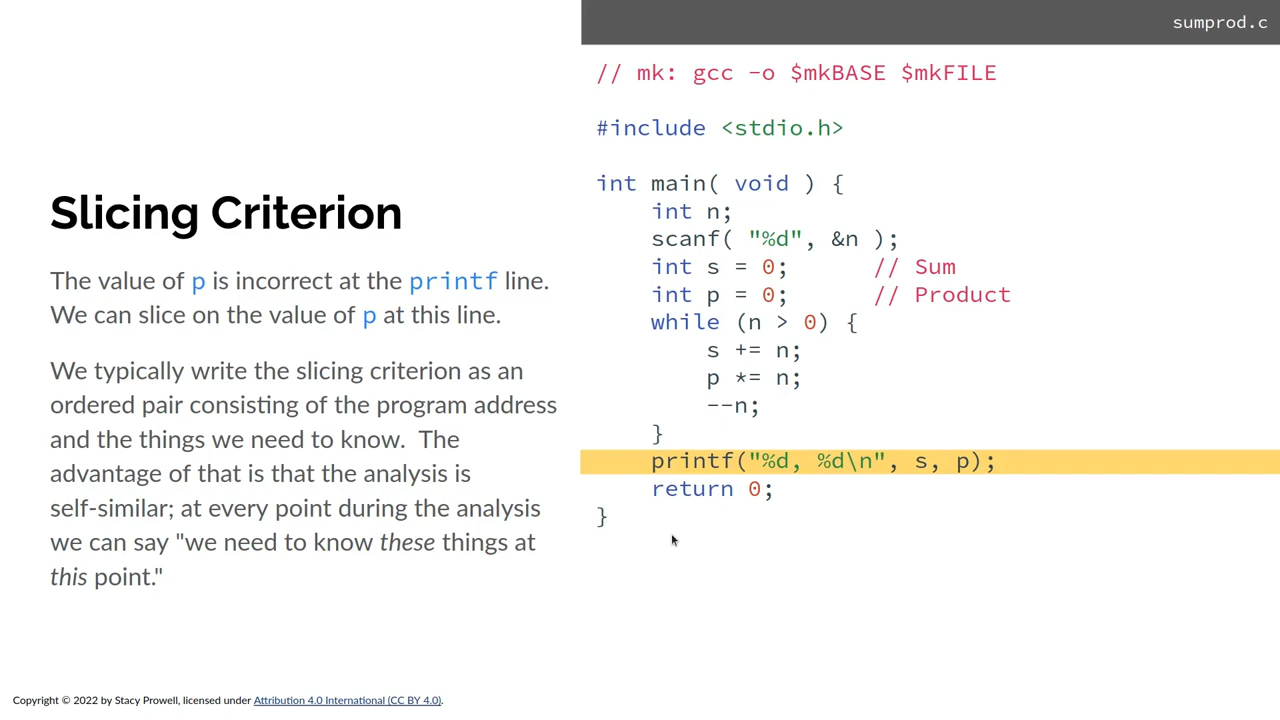 sumprod.c
Slicing Criterion
The value of p is incorrect at the printf line.
We can slice on the value of p at this line.
We typically write the slicing criterion as an
ordered pair consisting of the program address
and the things we need to know.  The
advantage of that is that the analysis is
self-similar; at every point during the analysis
we can say "we need to know these things at
this point."
// mk: gcc -o $mkBASE $mkFILE
#include <stdio.h>
int main( void ) {
    int n;
    scanf( "%d", &n );
    int s = 0;      // Sum
    int p = 0;      // Product
    while (n > 0) {
        s += n;
        p *= n;
        --n;
    }
    printf("%d, %d\n", s, p);
    return 0;
}
Copyright © 2022 by Stacy Prowell, licensed under Attribution 4.0 International (CC BY 4.0).